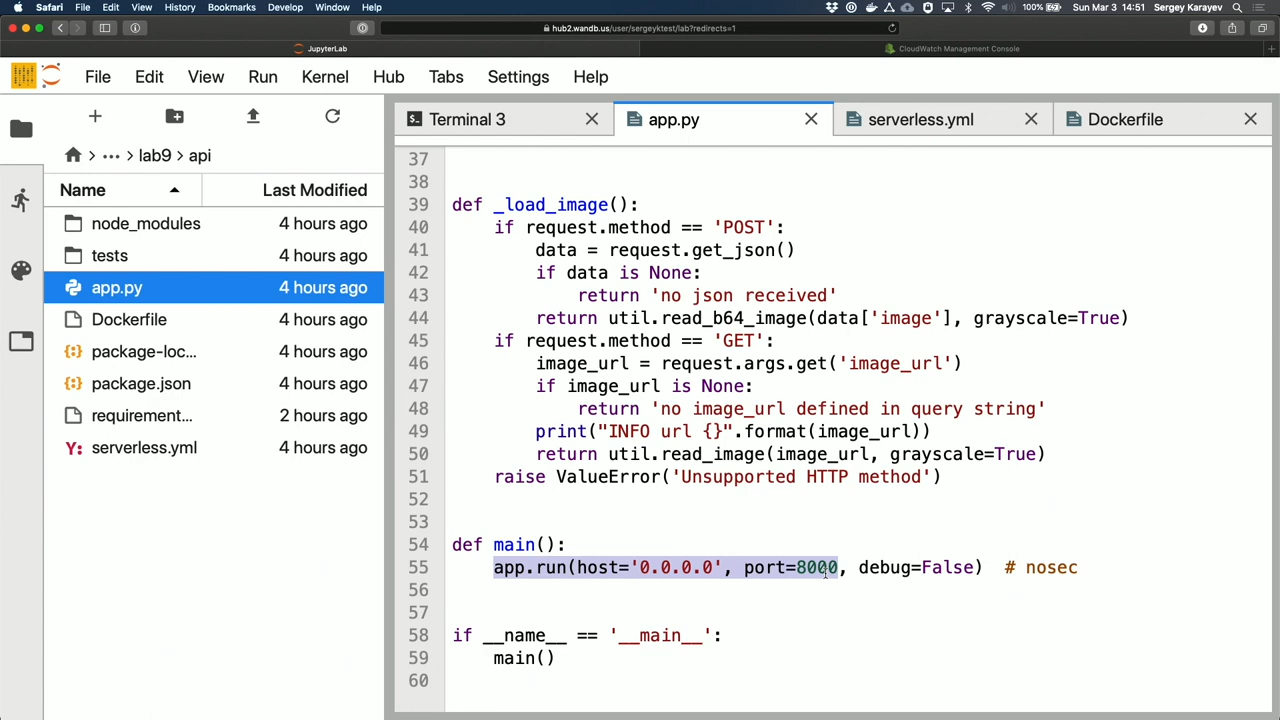 Safari File Edit View History Bookmarks Develop Window Help 100% Sun Mar 3 14:51 Sergey Karayev
hub2.wandb.us/user/sergeyktest/lab?redirects=1
JupyterLab CloudWatch Management Console
File Edit View Run Kernel Hub Tabs Settings Help
Terminal 3 app.py serverless.yml Dockerfile
> ··· > lab9 > api
Name Last Modified
node_modules 4 hours ago
tests 4 hours ago
app.py 4 hours ago
Dockerfile 4 hours ago
package-loc... 4 hours ago
package.json 4 hours ago
requirement... 2 hours ago
Y: serverless.yml 4 hours ago
37
38
39 def _load_image():
40     if request.method == 'POST':
41         data = request.get_json()
42         if data is None:
43             return 'no json received'
44         return util.read_b64_image(data['image'], grayscale=True)
45     if request.method == 'GET':
46         image_url = request.args.get('image_url')
47         if image_url is None:
48             return 'no image_url defined in query string'
49         print("INFO url {}".format(image_url))
50         return util.read_image(image_url, grayscale=True)
51     raise ValueError('Unsupported HTTP method')
52
53
54 def main():
55     app.run(host='0.0.0.0', port=8000, debug=False)  # nosec
56
57
58 if __name__ == '__main__':
59     main()
60